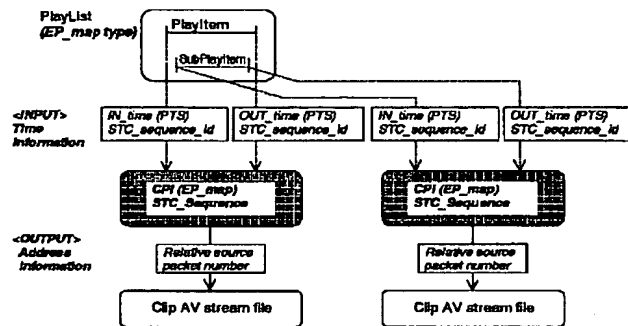 PlayList
(EP_map type)
PlayItem
SubPlayItem
<INPUT>
Time
Information
IN_time (PTS)
STC_sequence_id
OUT_time (PTS)
STC_sequence_id
IN_time (PTS)
STC_sequence_id
OUT_time (PTS)
STC_sequence_id
CPI (EP_map)
STC_Sequence
CPI (EP_map)
STC_Sequence
<OUTPUT>
Address
Information
Relative source
packet number
Relative source
packet number
Clip AV stream file
Clip AV stream file